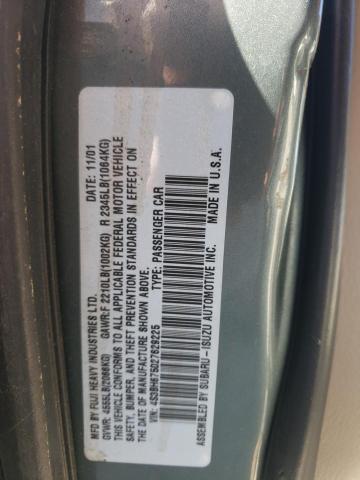 MFD BY FUJI HEAVY INDUSTRIES LTD. DATE: 11/01
GVWR: 4555LB(2066KG) GAWR:F 2210LB(1002KG) R 2345LB(1064KG)
THIS VEHICLE CONFORMS TO ALL APPLICABLE FEDERAL MOTOR VEHICLE
SAFETY, BUMPER, AND THEFT PREVENTION STANDARDS IN EFFECT ON
THE DATE OF MANUFACTURE SHOWN ABOVE.
VIN: 4S3BH675027629225 TYPE: PASSENGER CAR
ASSEMBLED BY SUBARU-ISUZU AUTOMOTIVE INC. MADE IN U.S.A.